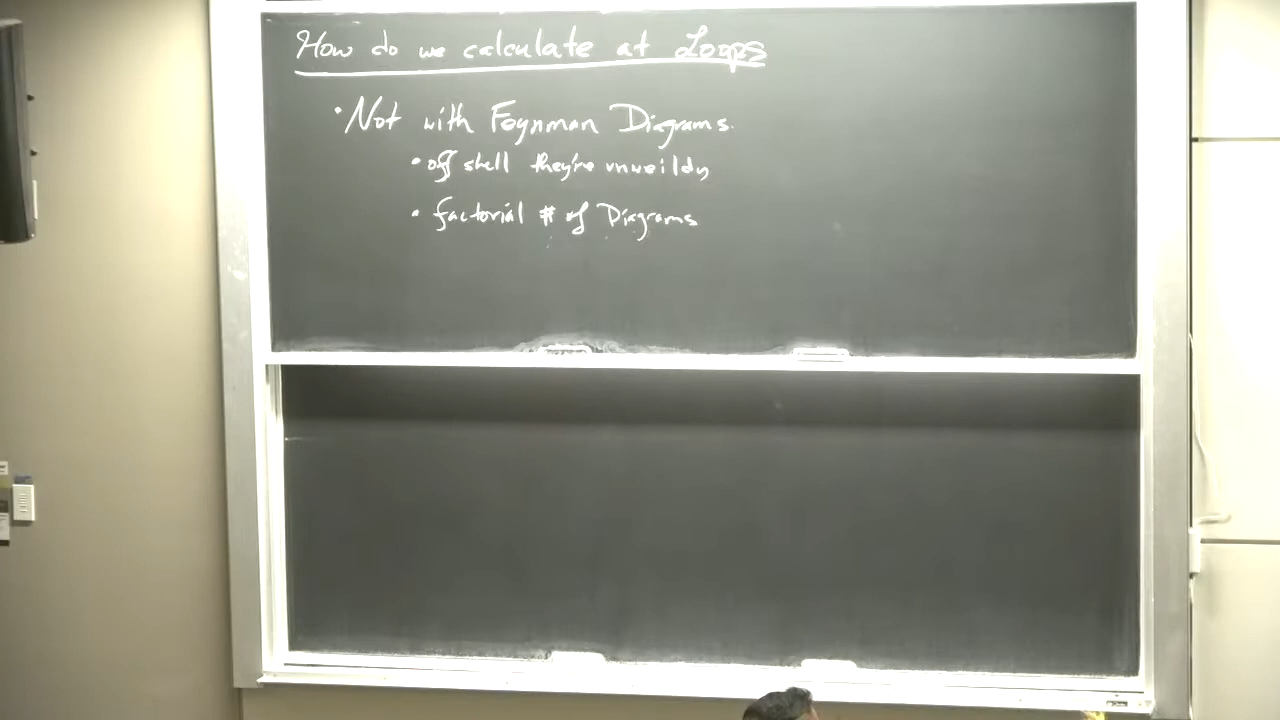 How do we calculate at Loops
• Not with Feynman Diagrams.
• off shell they're unweildy
• factorial # of Diagrams